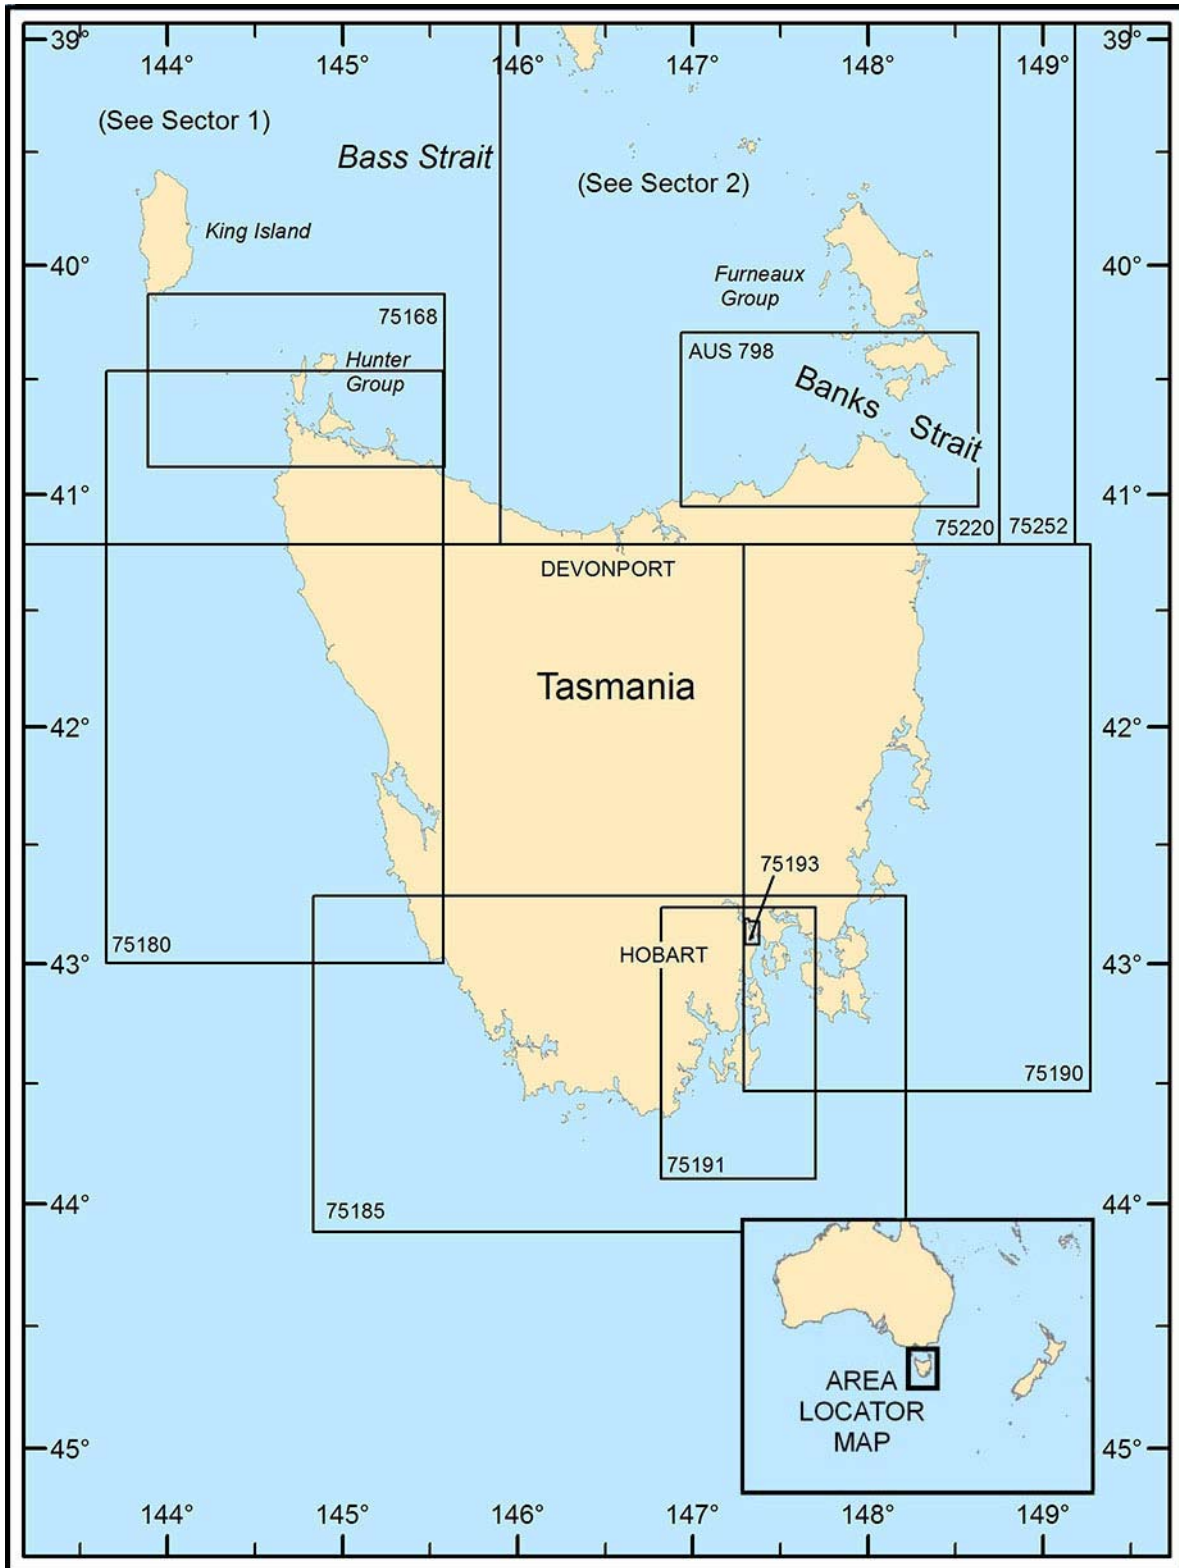 39°
144°
145°
146°
147°
148°
149°
39°
(See Sector 1)
Bass Strait
(See Sector 2)
King Island
40°
Furneaux
Group
40°
75168
Hunter
Group
AUS 798
Banks Strait
41°
41°
75220
75252
DEVONPORT
Tasmania
42°
42°
75193
75180
HOBART
43°
43°
75190
75191
75185
44°
44°
AREA
LOCATOR
MAP
45°
45°
144°
145°
146°
147°
148°
149°